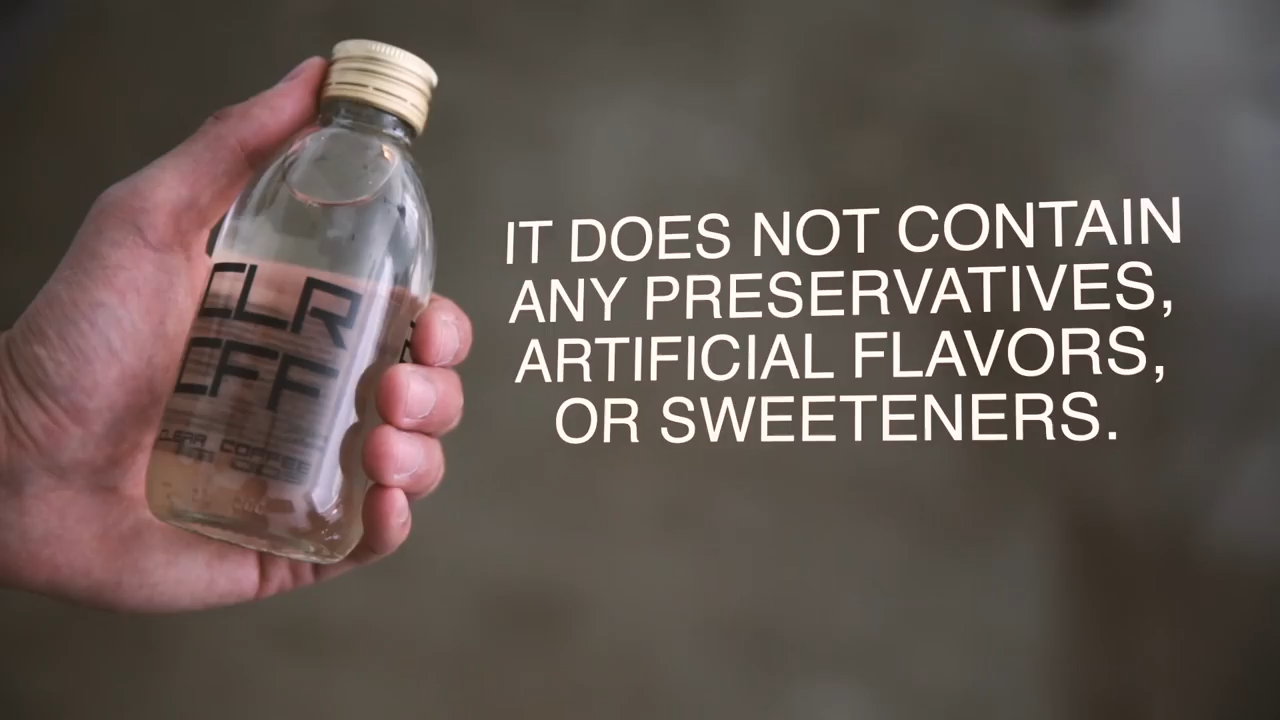 CLR
CFF
CLEAR COFFEE
IT DOES NOT CONTAIN
ANY PRESERVATIVES,
ARTIFICIAL FLAVORS,
OR SWEETENERS.